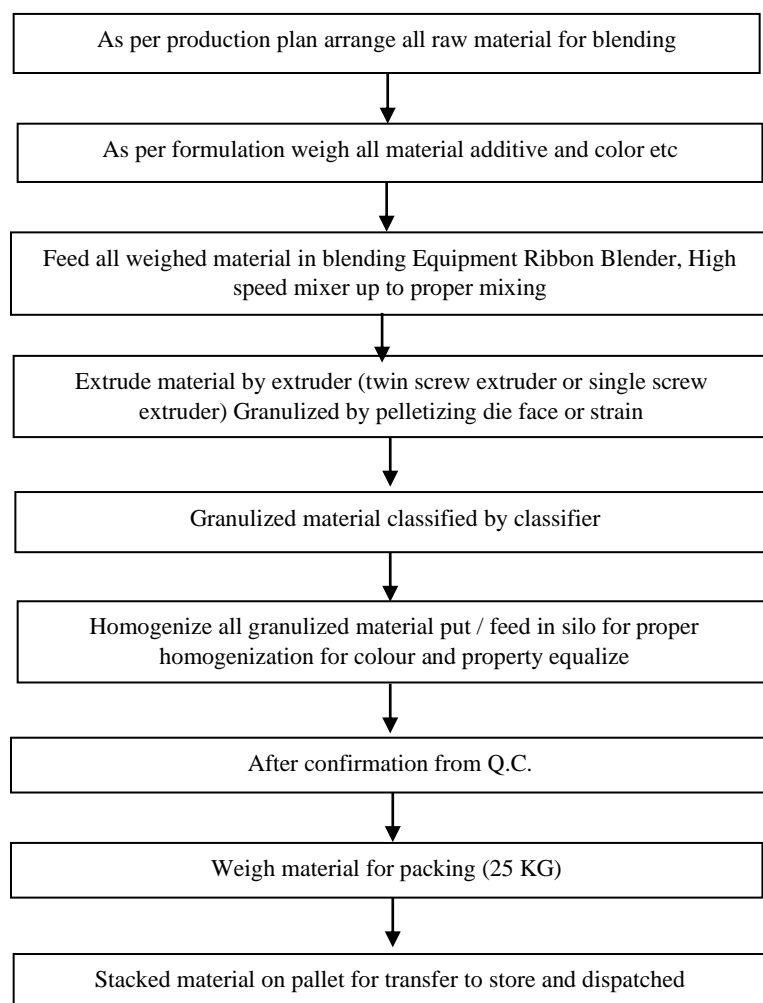 As per production plan arrange all raw material for blending
As per formulation weigh all material additive and color etc
Feed all weighed material in blending Equipment Ribbon Blender, High
speed mixer up to proper mixing
Extrude material by extruder (twin screw extruder or single screw
extruder) Granulized by pelletizing die face or strain
Granulized material classified by classifier
Homogenize all granulized material put / feed in silo for proper
homogenization for colour and property equalize
After confirmation from Q.C.
Weigh material for packing (25 KG)
Stacked material on pallet for transfer to store and dispatched